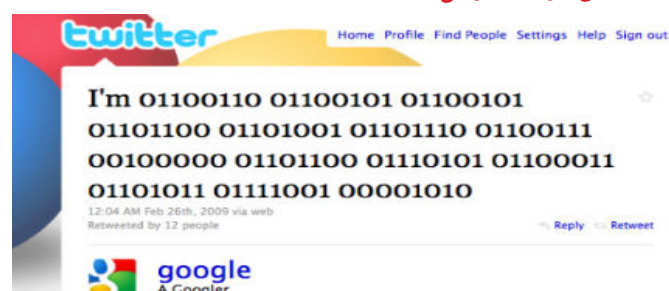 twitter
Home Profile Find People Settings Help Sign out
I'm 01100110 01100101 01100101
01101100 01101001 01101110 01100111
00100000 01101100 01110101 01100011
01101011 01111001 00001010
12:04 AM Feb 26th, 2009 via web
Retweeted by 12 people
Reply Retweet
google
A Googler